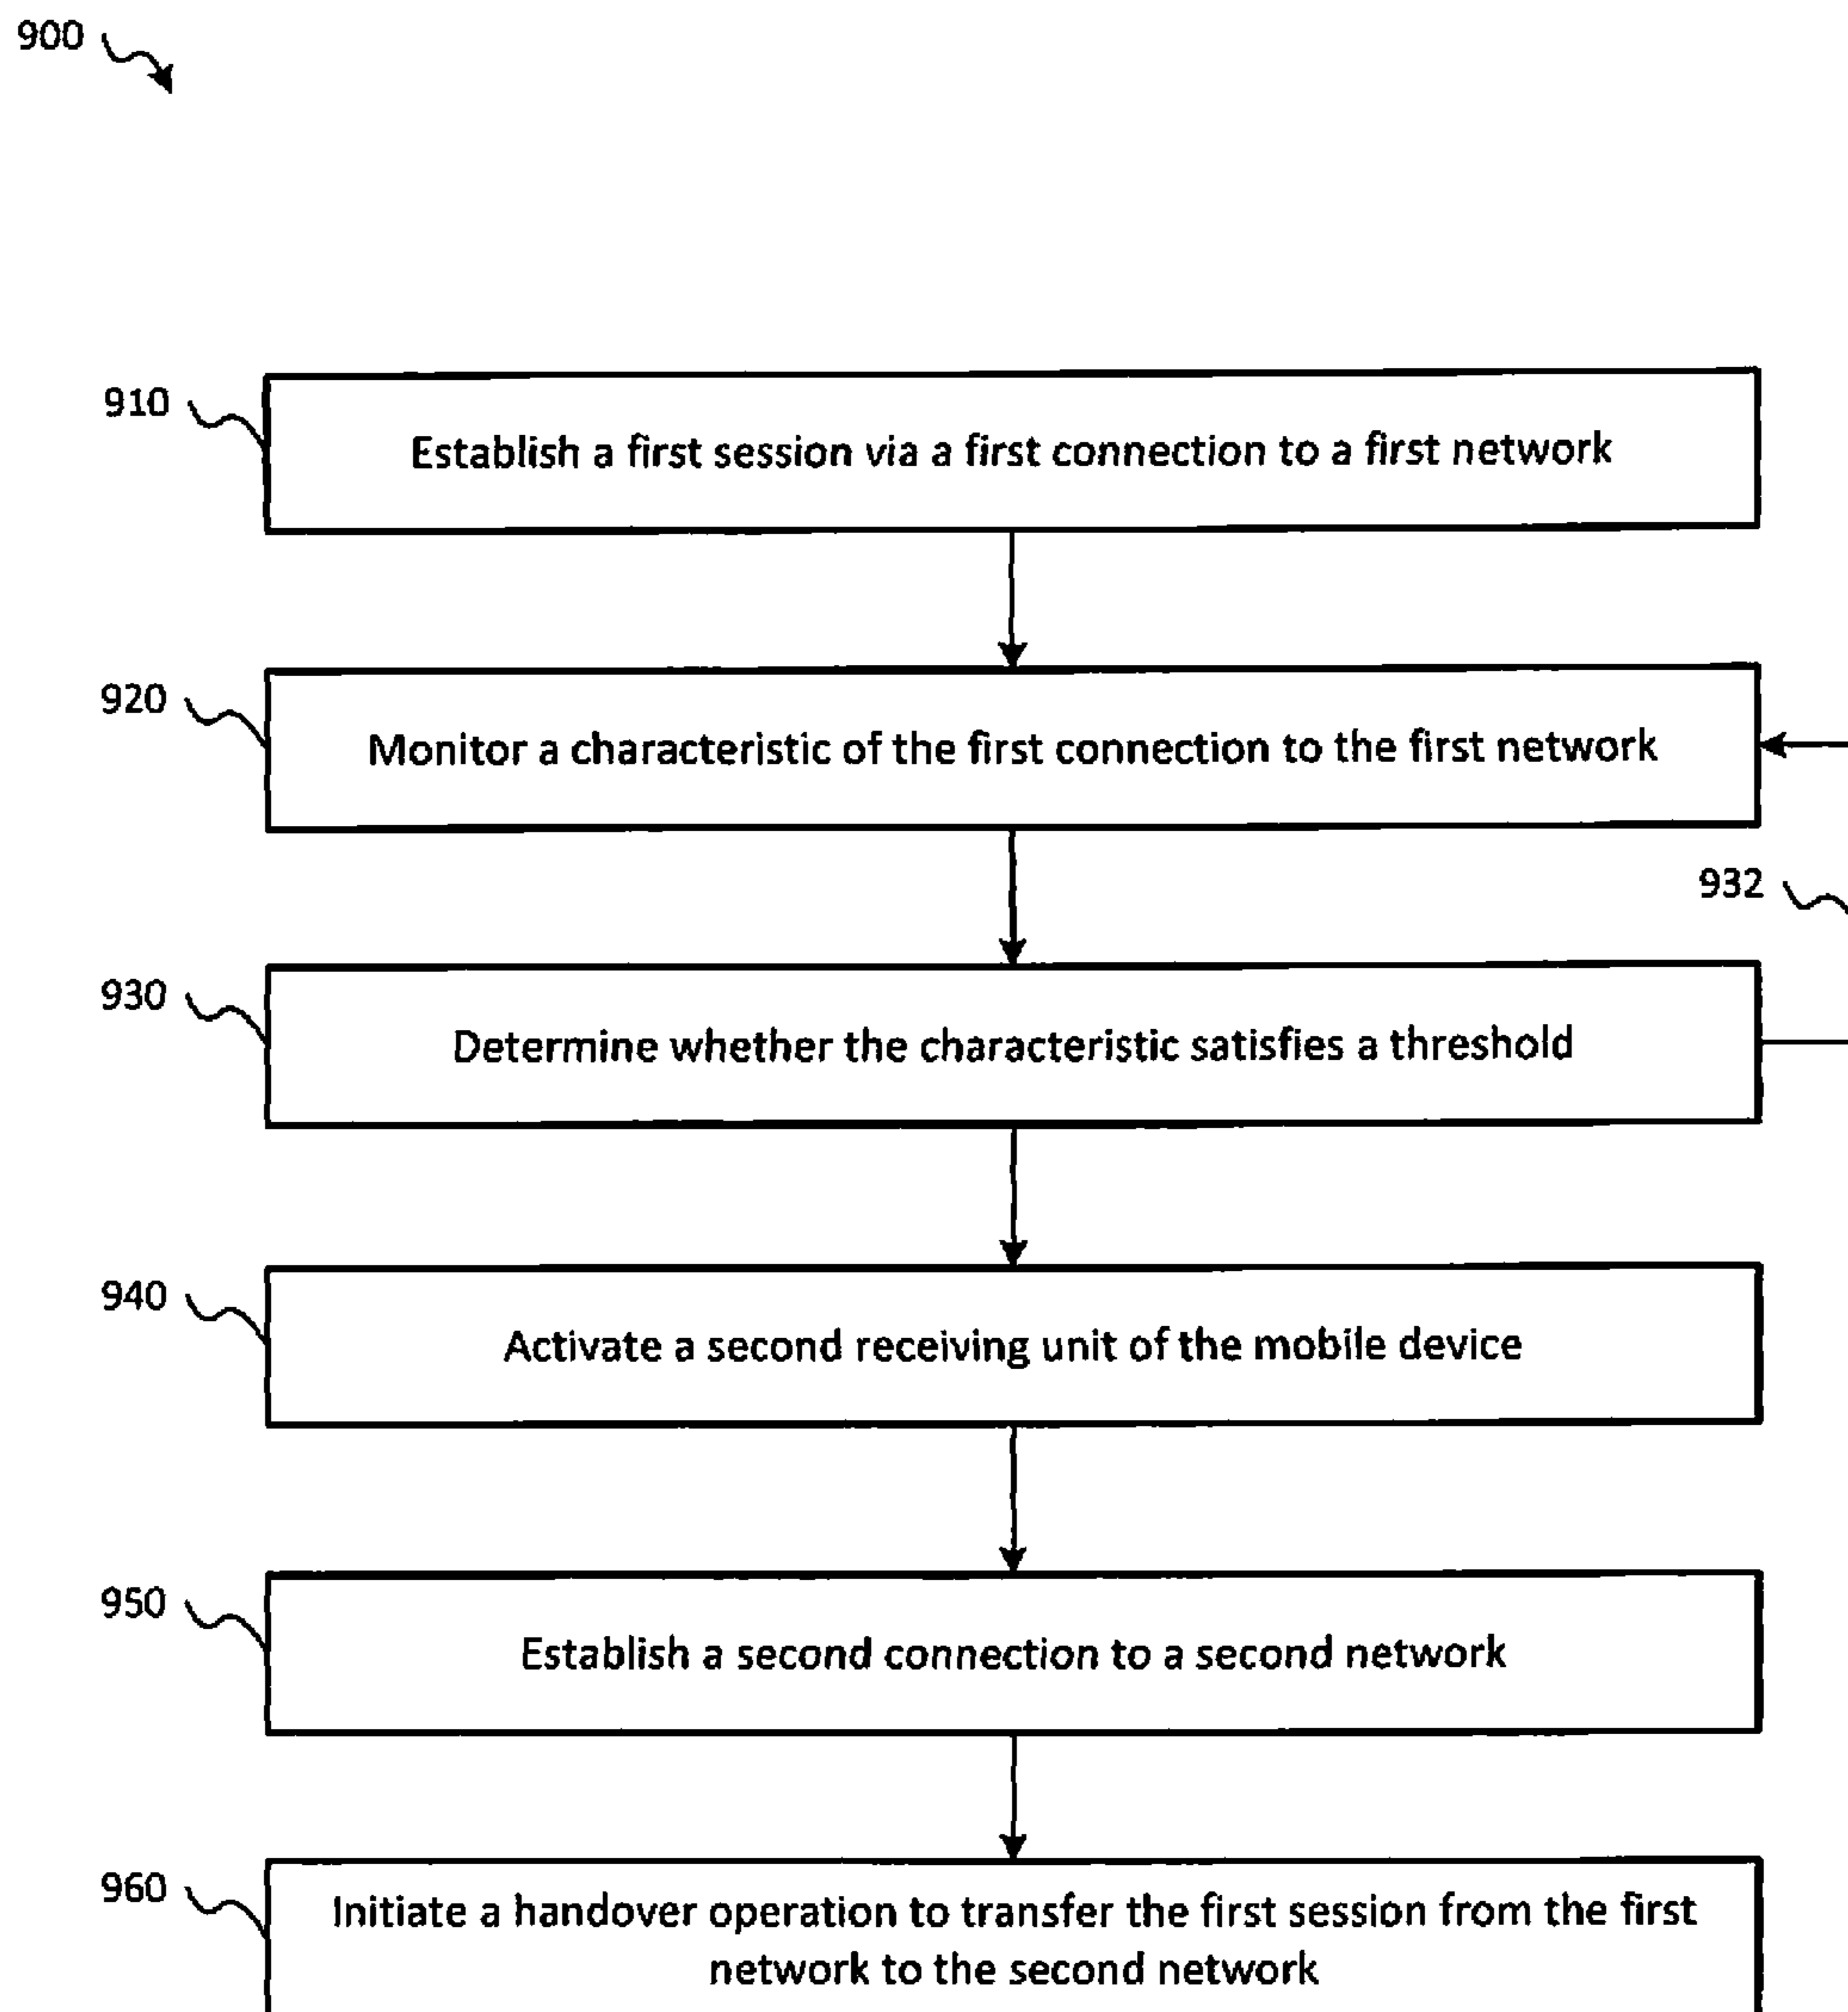 900
910
Establish a first session via a first connection to a first network
920
Monitor a characteristic of the first connection to the first network
932
930
Determine whether the characteristic satisfies a threshold
940
Activate a second receiving unit of the mobile device
950
Establish a second connection to a second network
960
Initiate a handover operation to transfer the first session from the first
network to the second network